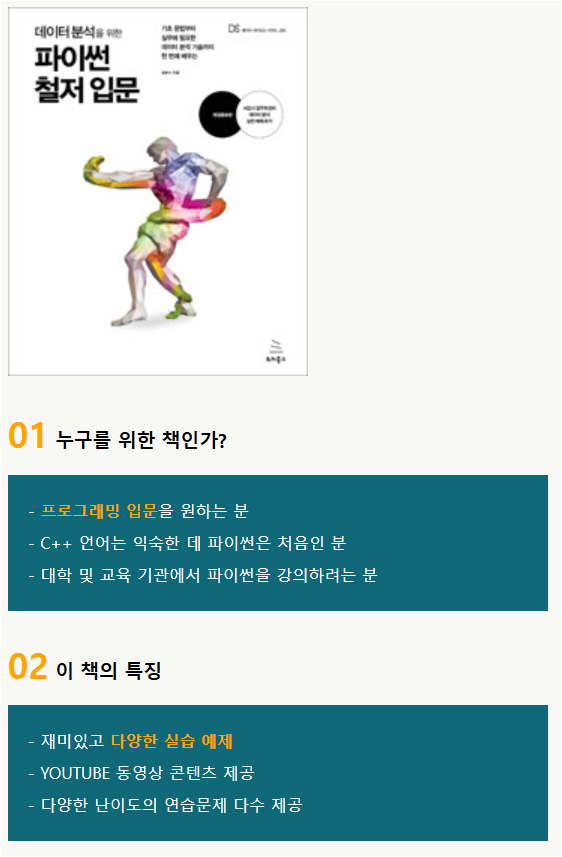 데이터 분석을 위한
파이썬
철저 입문
기초 문법부터
실무에 필요한
데이터 분석 기술까지
한 번에 배우는
DS
위키북스
01 누구를 위한 책인가?
- 프로그래밍 입문을 원하는 분
- C++ 언어는 익숙한 데 파이썬은 처음인 분
- 대학 및 교육 기관에서 파이썬을 강의하려는 분
02 이 책의 특징
- 재미있고 다양한 실습 예제
- YOUTUBE 동영상 콘텐츠 제공
- 다양한 난이도의 연습문제 다수 제공